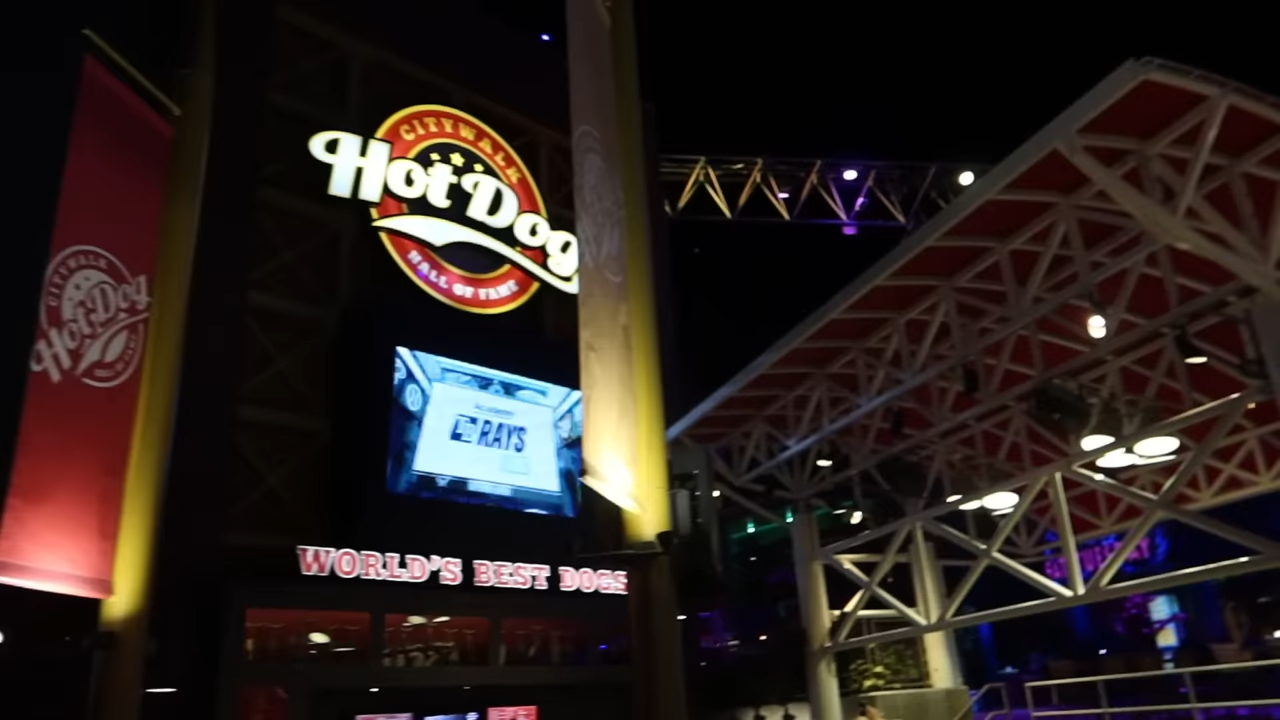 CITYWALK
Hot Dog
HALL OF FAME
CITYWALK
Hot Dog
RAYS
WORLD'S BEST DOGS